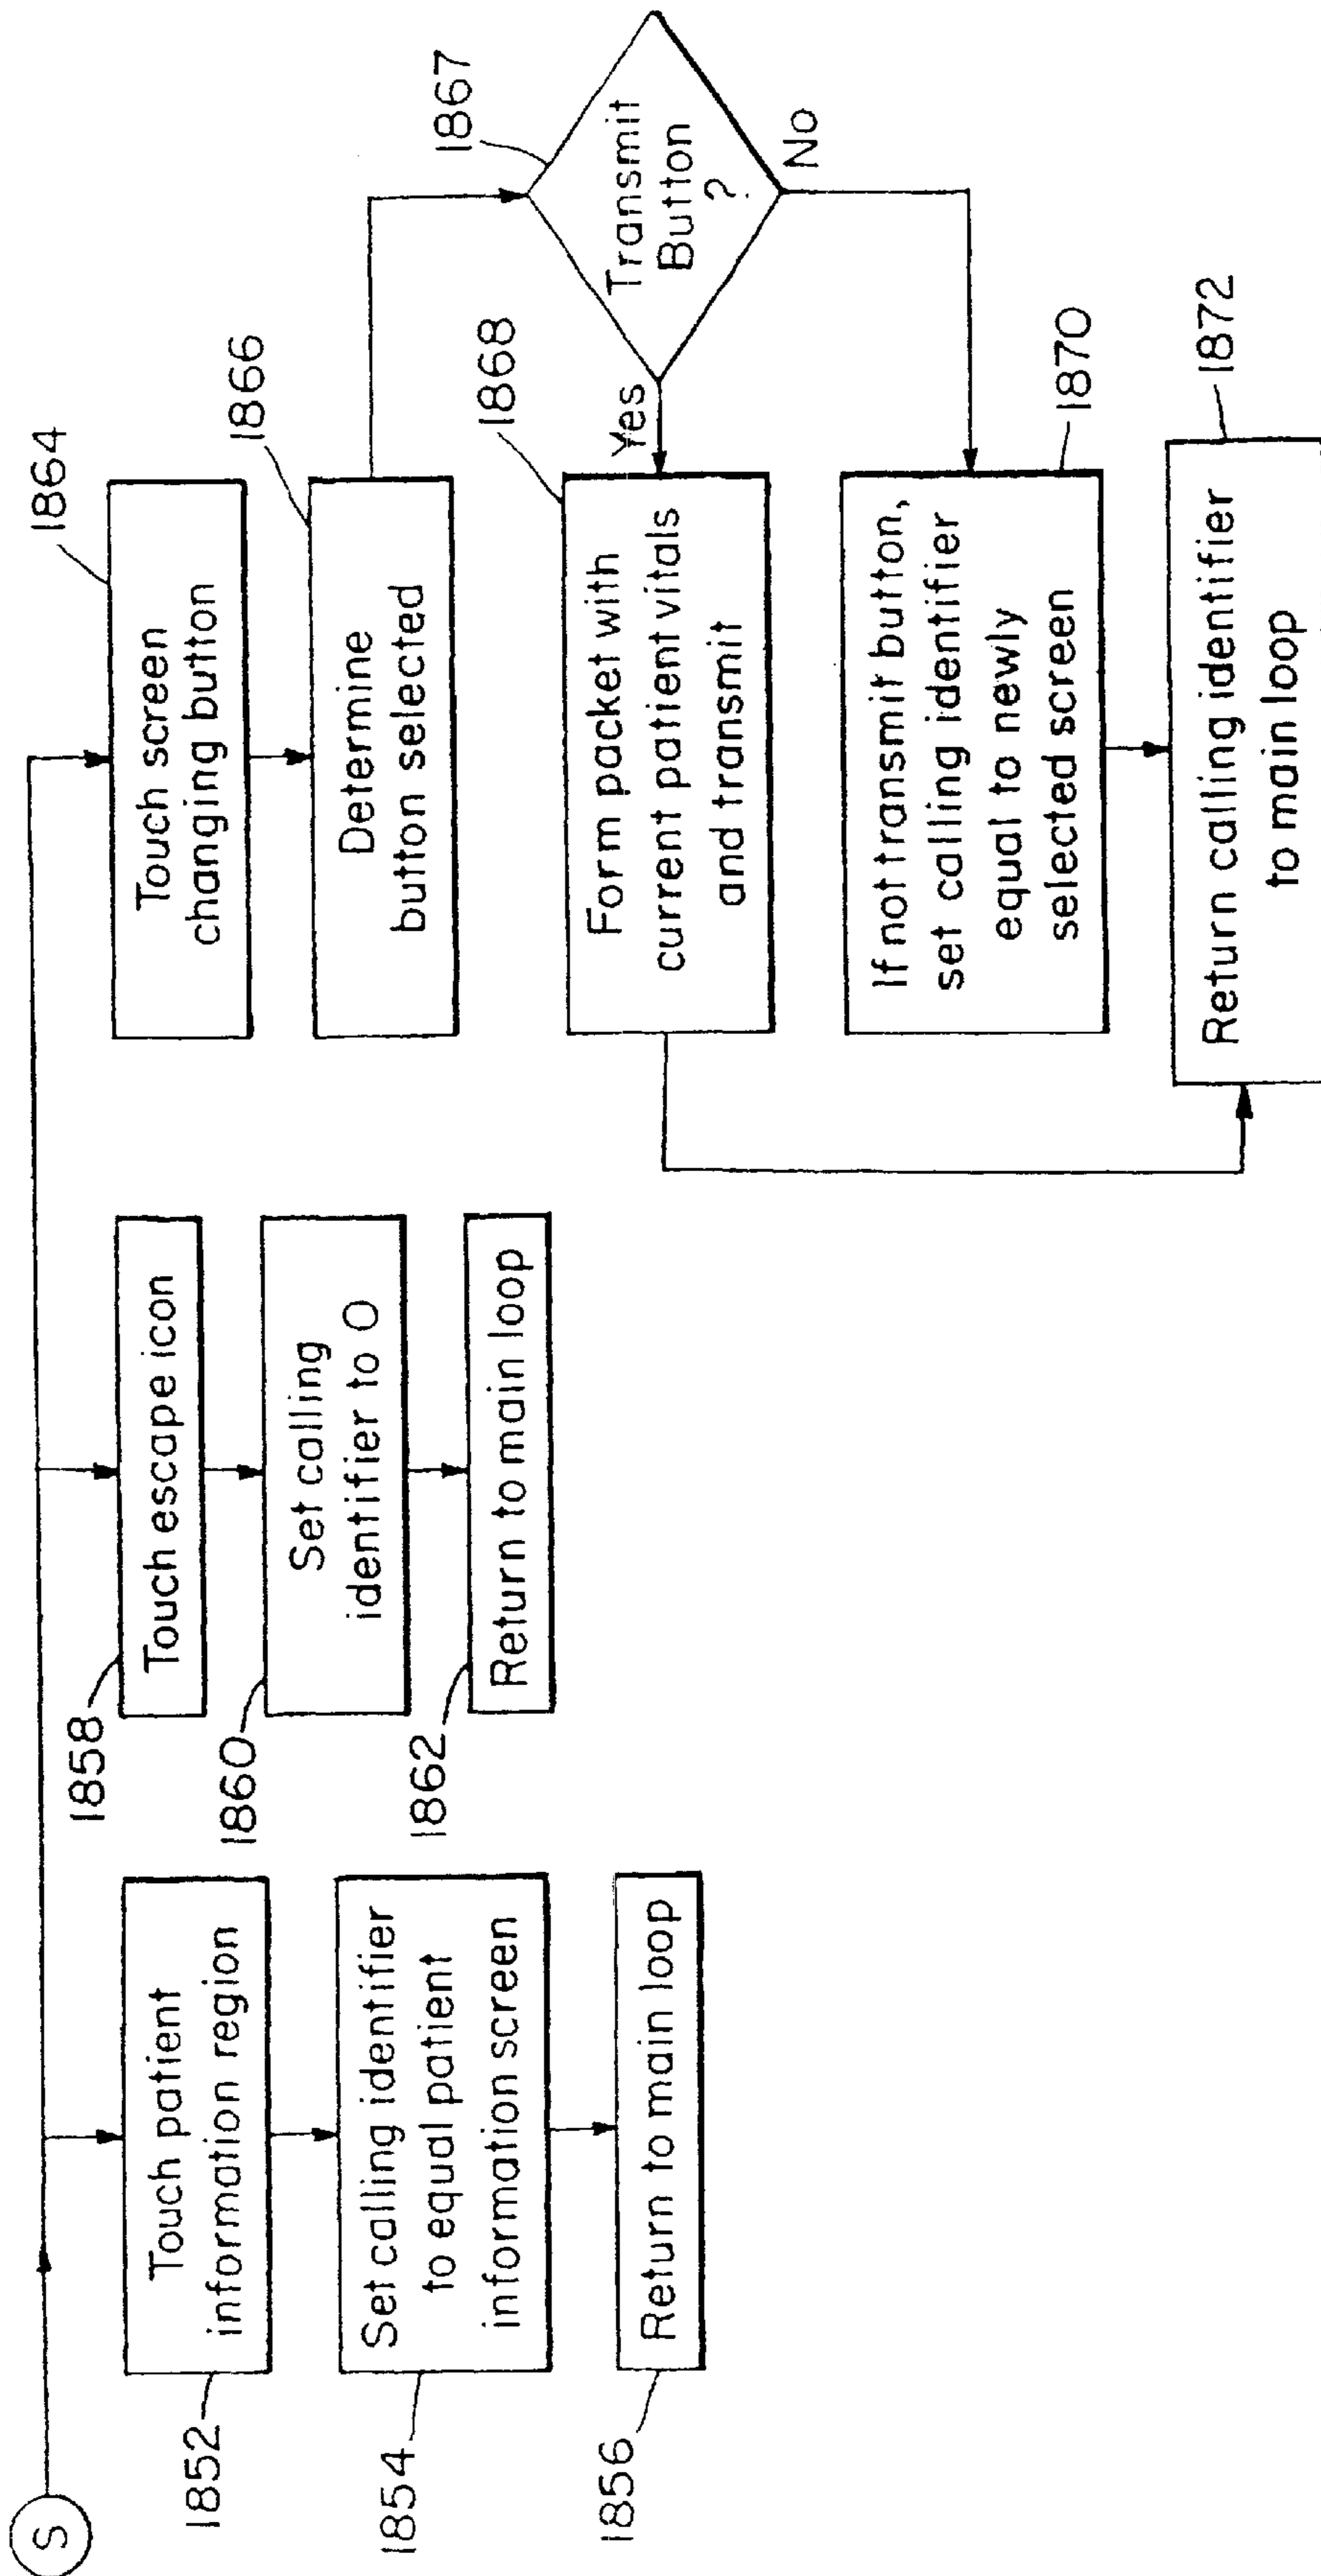 S
1852
Touch patient
information region
1854
Set calling identifier
to equal patient
information screen
1856
Return to main loop
1858
Touch escape icon
1860
Set calling
identifier to 0
1862
Return to main loop
1864
Touch screen
changing button
1866
Determine
button selected
1867
Transmit
Button
?
Yes
No
1868
Form packet with
current patient vitals
and transmit
1870
If not transmit button,
set calling identifier
equal to newly
selected screen
1872
Return calling identifier
to main loop